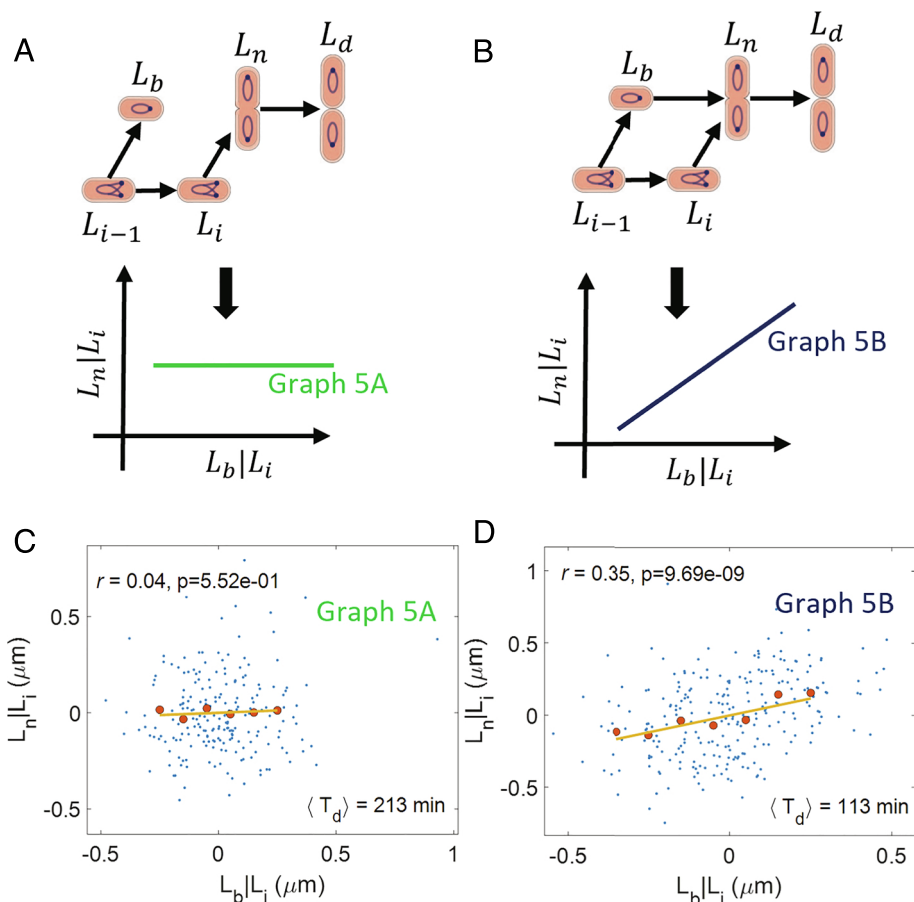 A
L_b
L_n
L_d
L_{i−1}
L_i
L_n|L_i
Graph 5A
L_b|L_i
B
L_b
L_n
L_d
L_{i−1}
L_i
L_n|L_i
Graph 5B
L_b|L_i
C
r = 0.04, p=5.52e-01
Graph 5A
0.5
0
-0.5
L_n|L_i (μm)
⟨ T_d ⟩ = 213 min
-0.5 0 0.5 1
L_b|L_i (μm)
D
r = 0.35, p=9.69e-09
Graph 5B
1
0.5
0
-0.5
L_n|L_i (μm)
⟨ T_d ⟩ = 113 min
-0.5 0 0.5
L_b|L_i (μm)